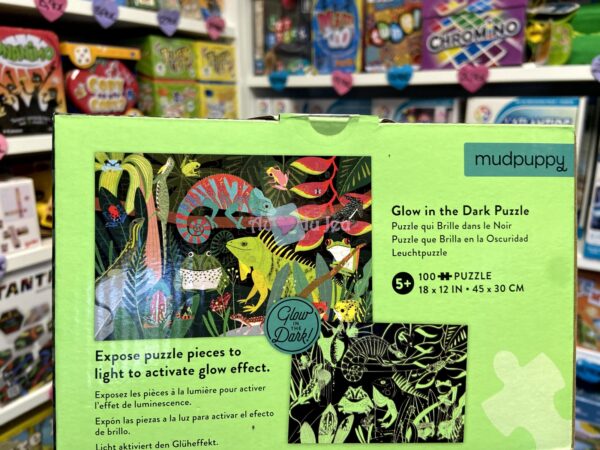 CHROMINO
mudpuppy
Glow in the Dark Puzzle
Puzzle qui Brille dans le Noir
Puzzle que Brilla en la Oscuridad
Leuchtpuzzle
5+
100 PUZZLE
18 x 12 IN • 45 x 30 CM
Glow
IN THE
Dark!
Expose puzzle pieces to
light to activate glow effect.
Exposez les pièces à la lumière pour activer
l'effet de luminescence.
Expón las piezas a la luz para activar el efecto
de brillo.
Licht aktiviert den Glüheffekt.